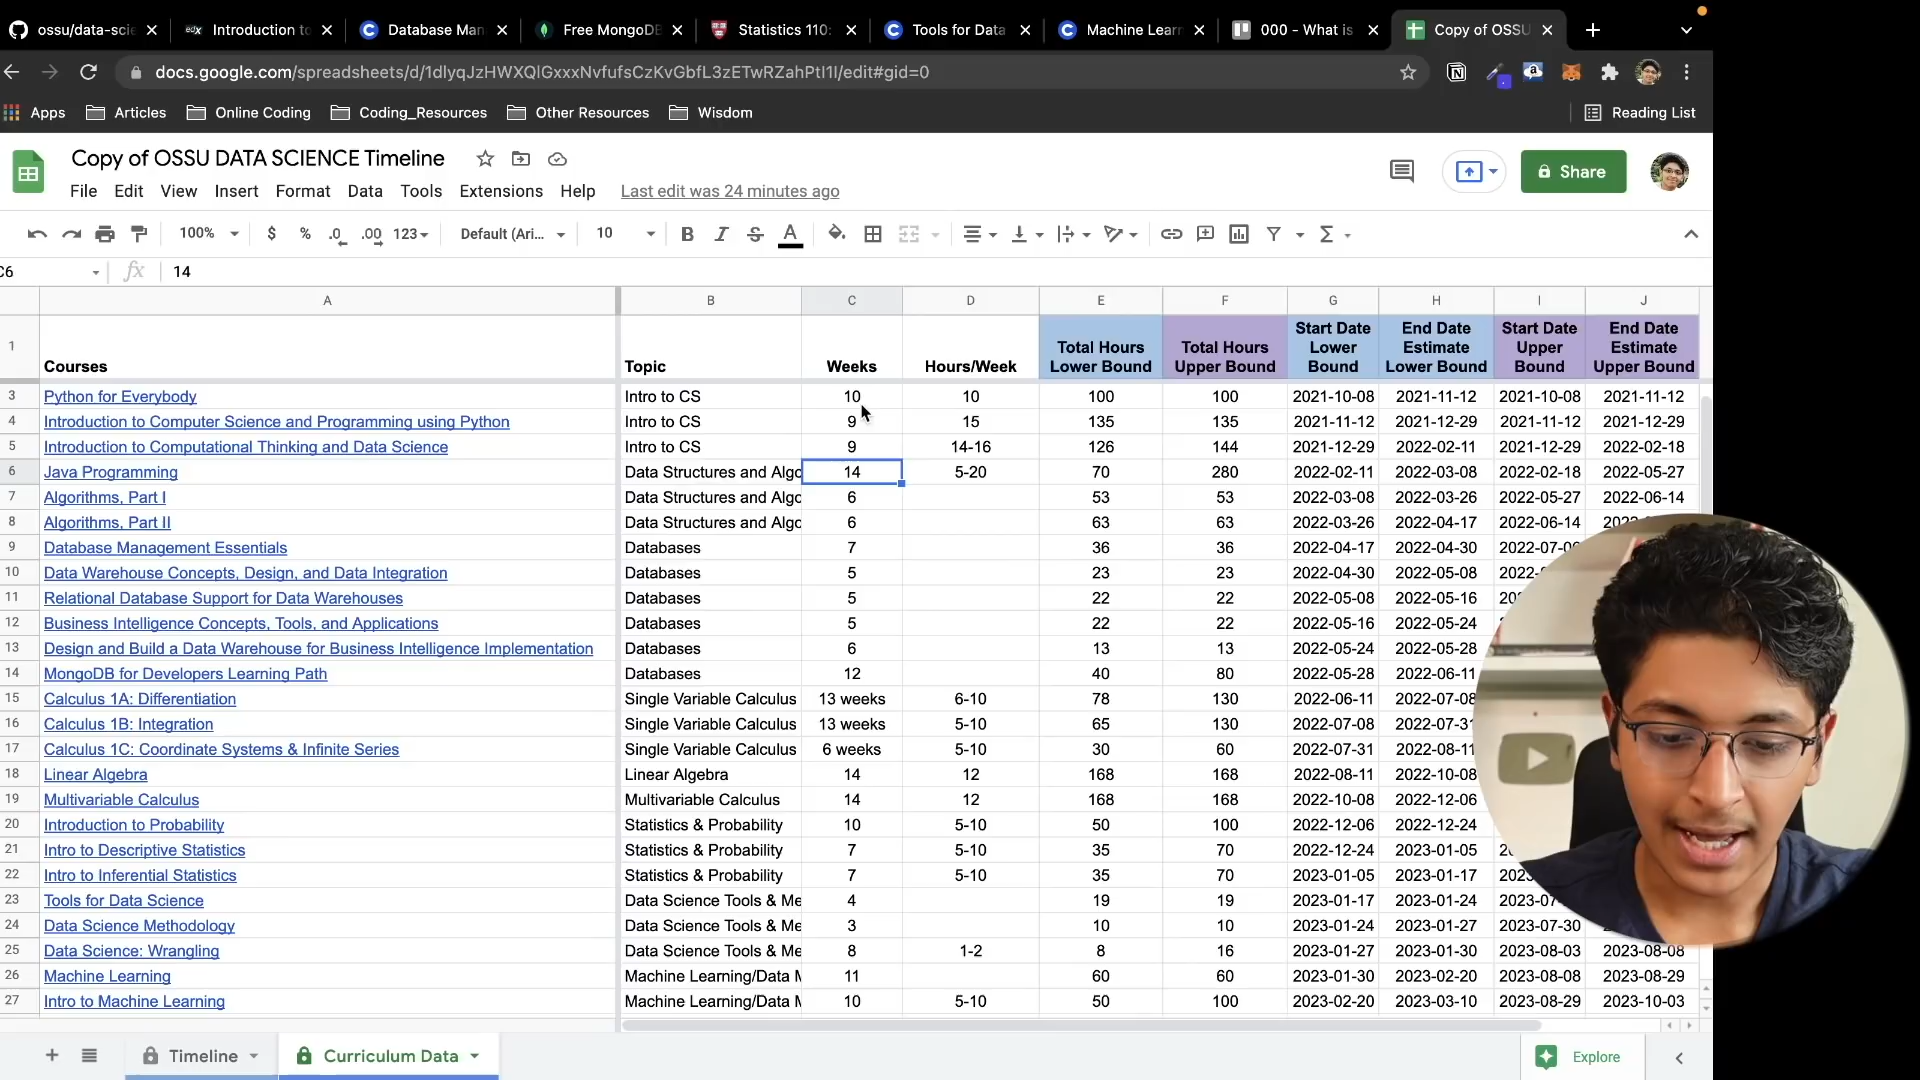 ossu/data-scie
edX Introduction to
Database Man
Free MongoDB
Statistics 110:
Tools for Data
Machine Learn
000 - What is
Copy of OSSU
docs.google.com/spreadsheets/d/1dlyqJzHWXQlGxxxNvfufsCzKvGbfL3zETwRZahPtI1I/edit#gid=0
Apps Articles Online Coding Coding_Resources Other Resources Wisdom Reading List
Copy of OSSU DATA SCIENCE Timeline
File Edit View Insert Format Data Tools Extensions Help Last edit was 24 minutes ago
Share
100% $ % .0 .00 123 Default (Ari... 10 B I S A Σ
C6 fx 14
A B C D E F G H I J
1 Courses Topic Weeks Hours/Week Total Hours Lower Bound Total Hours Upper Bound Start Date Lower Bound End Date Estimate Lower Bound Start Date Upper Bound End Date Estimate Upper Bound
3 Python for Everybody Intro to CS 10 10 100 100 2021-10-08 2021-11-12 2021-10-08 2021-11-12
4 Introduction to Computer Science and Programming using Python Intro to CS 9 15 135 135 2021-11-12 2021-12-29 2021-11-12 2021-12-29
5 Introduction to Computational Thinking and Data Science Intro to CS 9 14-16 126 144 2021-12-29 2022-02-11 2021-12-29 2022-02-18
6 Java Programming Data Structures and Algo 14 5-20 70 280 2022-02-11 2022-03-08 2022-02-18 2022-05-27
7 Algorithms, Part I Data Structures and Algo 6 53 53 2022-03-08 2022-03-26 2022-05-27 2022-06-14
8 Algorithms, Part II Data Structures and Algo 6 63 63 2022-03-26 2022-04-17 2022-06-14
9 Database Management Essentials Databases 7 36 36 2022-04-17 2022-04-30
10 Data Warehouse Concepts, Design, and Data Integration Databases 5 23 23 2022-04-30 2022-05-08
11 Relational Database Support for Data Warehouses Databases 5 22 22 2022-05-08 2022-05-16
12 Business Intelligence Concepts, Tools, and Applications Databases 5 22 22 2022-05-16 2022-05-24
13 Design and Build a Data Warehouse for Business Intelligence Implementation Databases 6 13 13 2022-05-24 2022-05-28
14 MongoDB for Developers Learning Path Databases 12 40 80 2022-05-28 2022-06-11
15 Calculus 1A: Differentiation Single Variable Calculus 13 weeks 6-10 78 130 2022-06-11 2022-07-08
16 Calculus 1B: Integration Single Variable Calculus 13 weeks 5-10 65 130 2022-07-08 2022-07-31
17 Calculus 1C: Coordinate Systems & Infinite Series Single Variable Calculus 6 weeks 5-10 30 60 2022-07-31 2022-08-11
18 Linear Algebra Linear Algebra 14 12 168 168 2022-08-11 2022-10-08
19 Multivariable Calculus Multivariable Calculus 14 12 168 168 2022-10-08 2022-12-06
20 Introduction to Probability Statistics & Probability 10 5-10 50 100 2022-12-06 2022-12-24
21 Intro to Descriptive Statistics Statistics & Probability 7 5-10 35 70 2022-12-24 2023-01-05
22 Intro to Inferential Statistics Statistics & Probability 7 5-10 35 70 2023-01-05 2023-01-17
23 Tools for Data Science Data Science Tools & Me 4 19 19 2023-01-17 2023-01-24
24 Data Science Methodology Data Science Tools & Me 3 10 10 2023-01-24 2023-01-27 2023-07-30
25 Data Science: Wrangling Data Science Tools & Me 8 1-2 8 16 2023-01-27 2023-01-30 2023-08-03 2023-08-08
26 Machine Learning Machine Learning/Data M 11 60 60 2023-01-30 2023-02-20 2023-08-08 2023-08-29
27 Intro to Machine Learning Machine Learning/Data M 10 5-10 50 100 2023-02-20 2023-03-10 2023-08-29 2023-10-03
Timeline Curriculum Data Explore